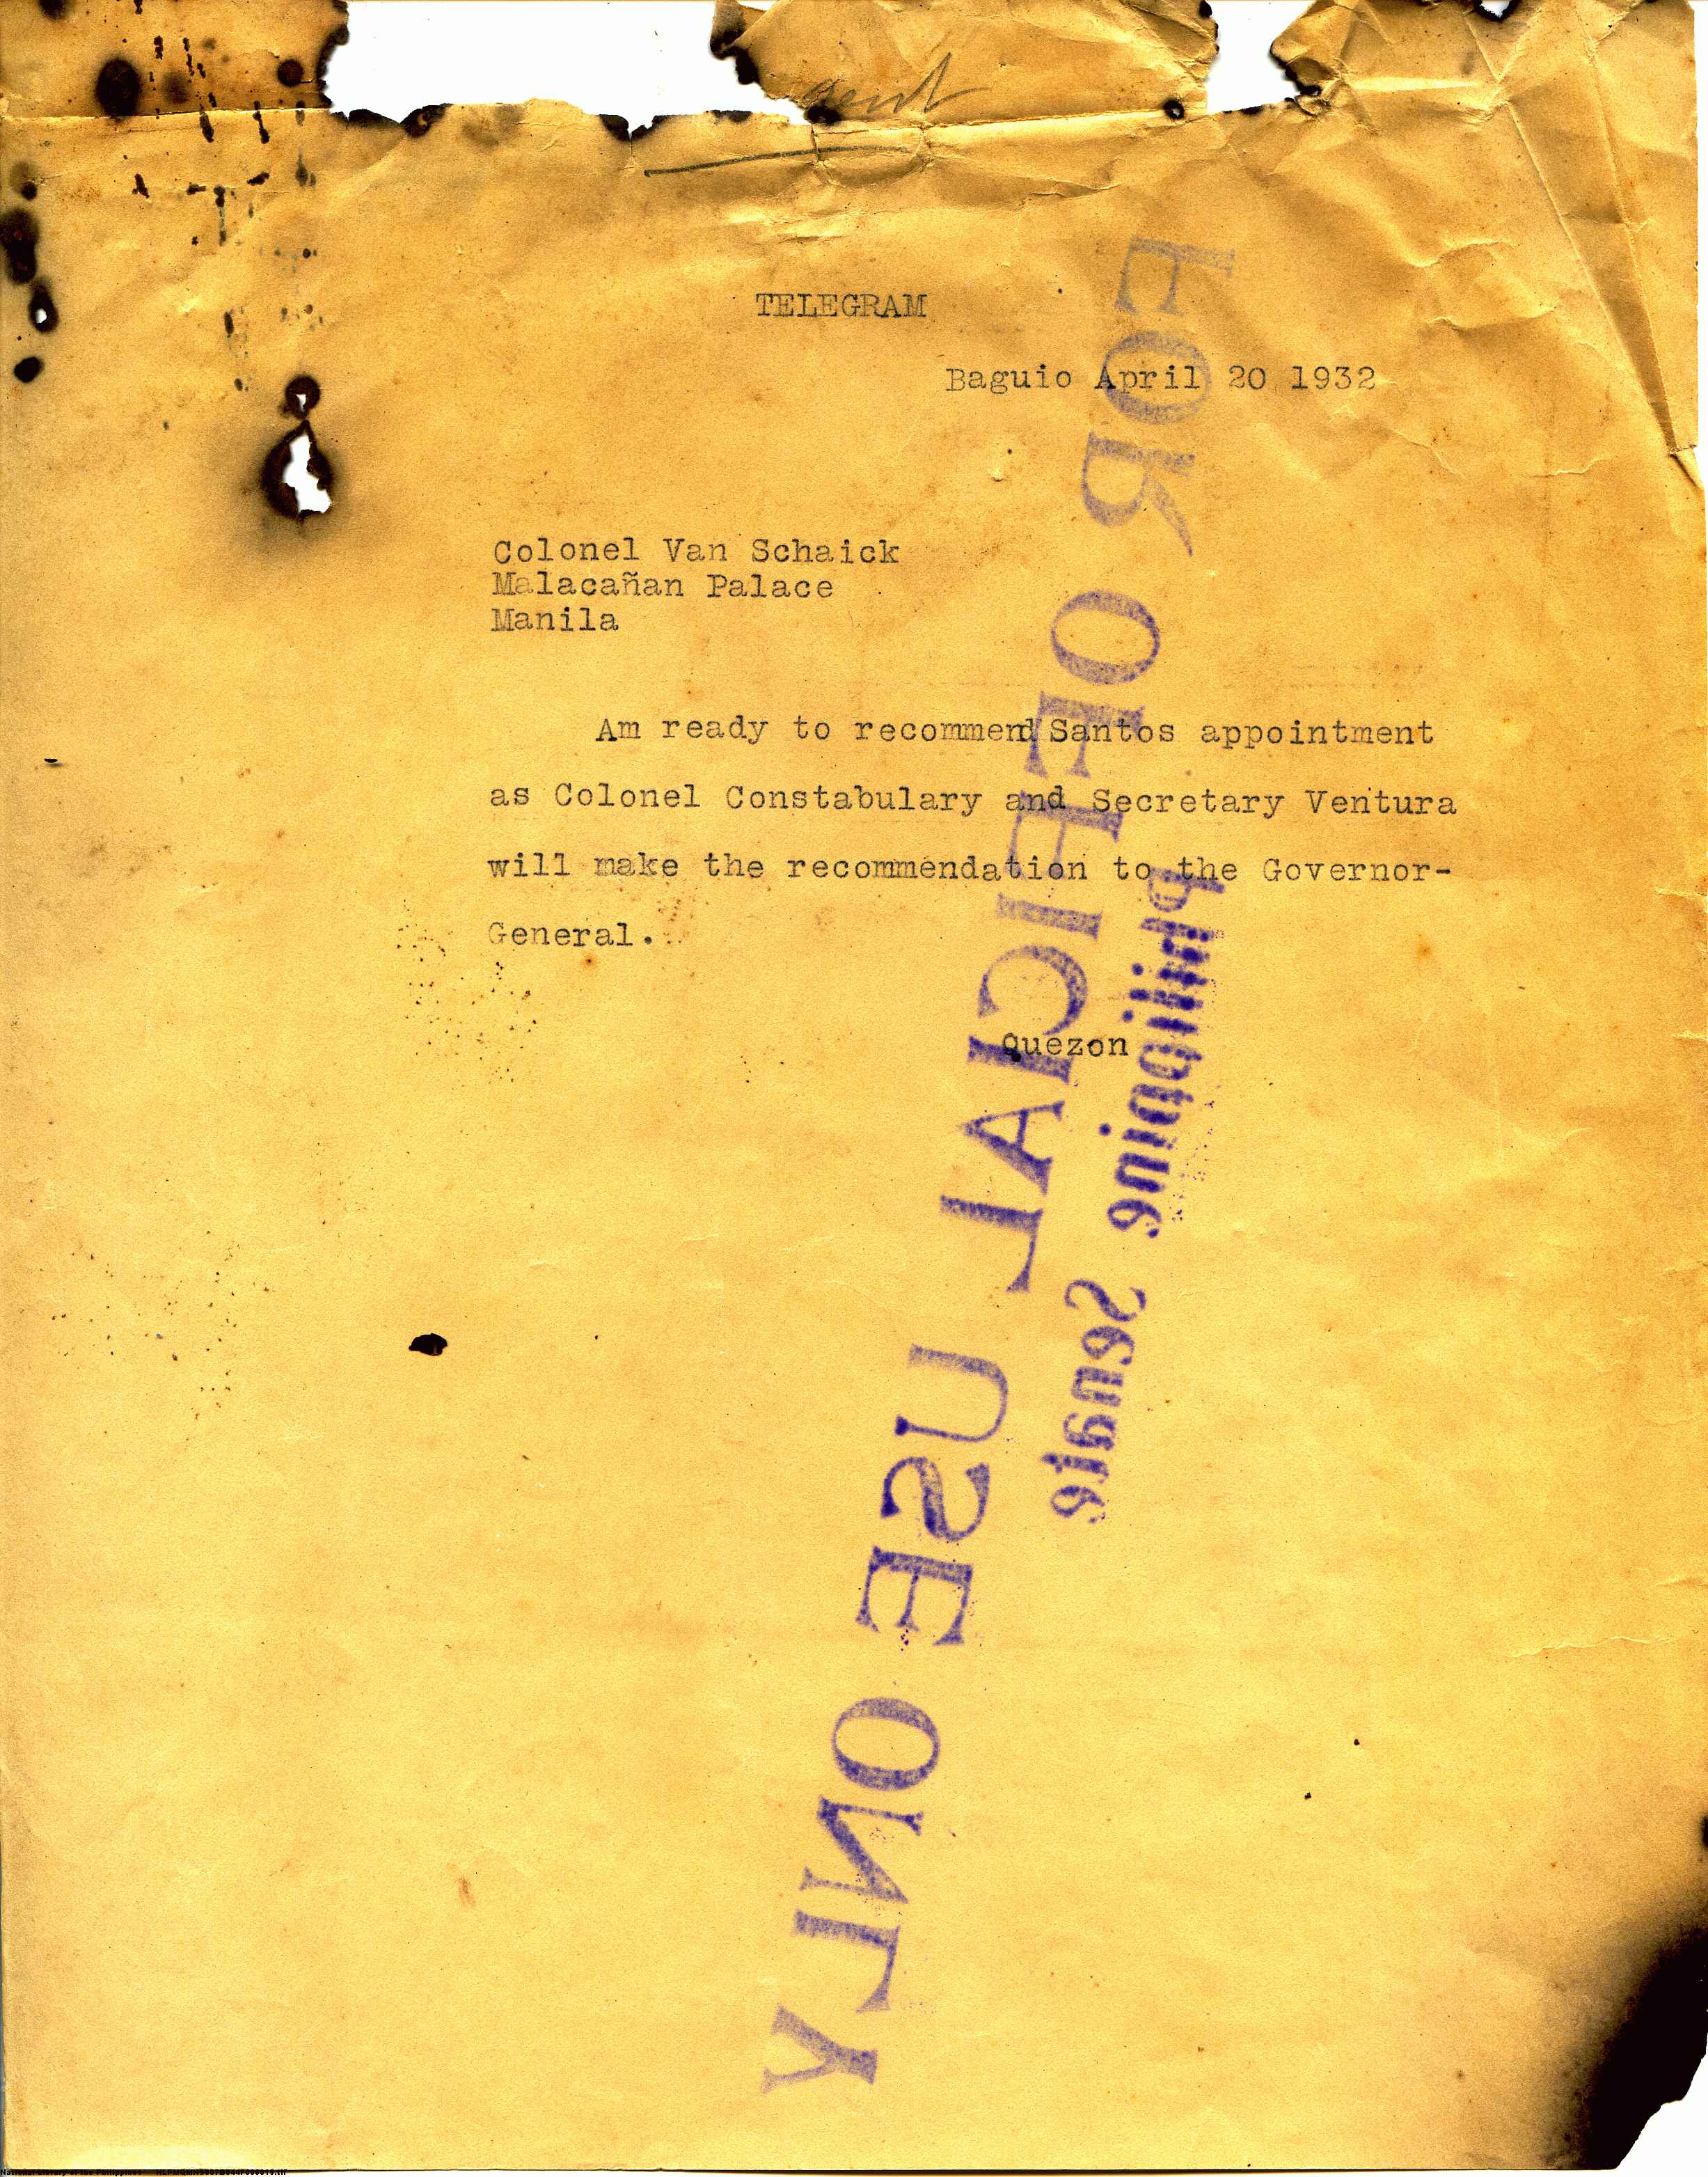 sent
TELEGRAM
Baguio April 20 1932
Colonel Van Schaick
Malacañan Palace
Manila
Am ready to recommend Santos appointment
as Colonel Constabulary and Secretary Ventura
will make the recommendation to the Governor-
General.
Quezon
FOR OFFICIAL USE ONLY
Philippine Senate